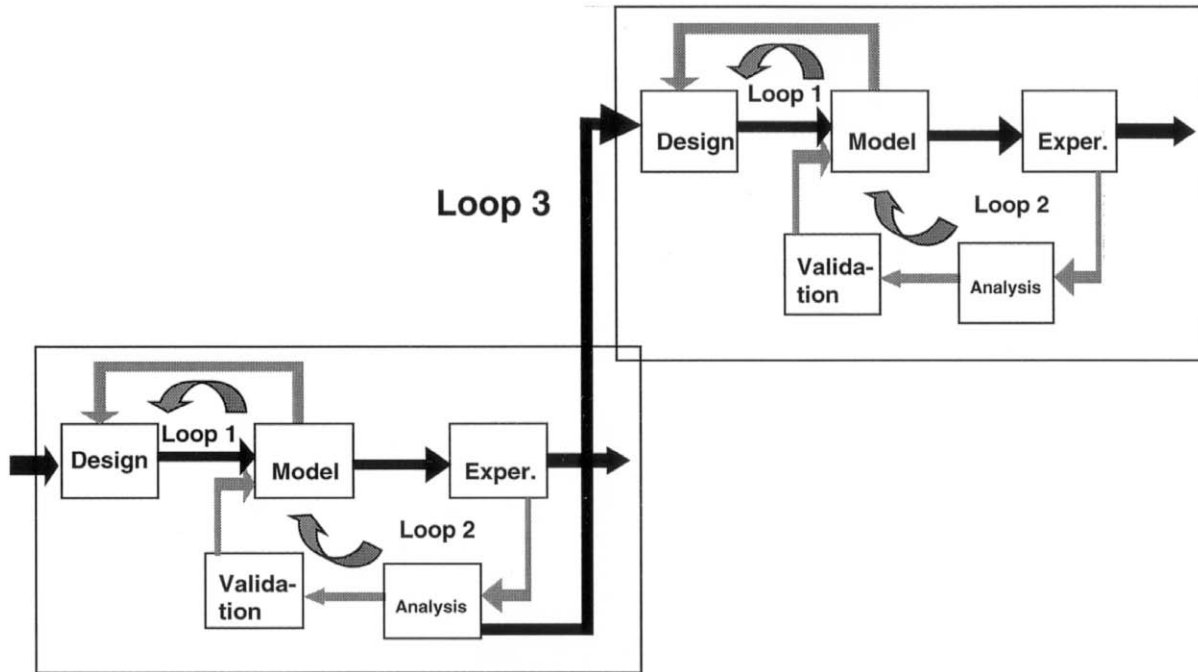 Loop 1
Design
Model
Exper.
Loop 3
Loop 2
Valida-
tion
Analysis
Loop 1
Design
Model
Exper.
Loop 2
Valida-
tion
Analysis